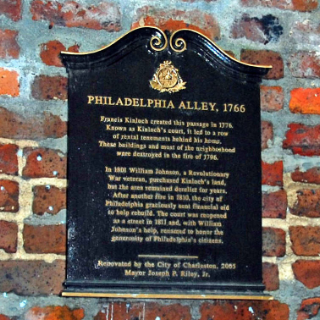 PHILADELPHIA ALLEY, 1766
Francis Kinloch created this passage in 1776.
Known as Kinloch's court, it led to a row
of rental tenements behind his home.
These buildings and most of the neighborhood
were destroyed in the fire of 1796.
In 1801 William Johnson, a Revolutionary
War veteran, purchased Kinloch's land,
but the area remained derelict for years.
After another fire in 1810, the city of
Philadelphia graciously sent financial aid
to help rebuild. The court was reopened
as a street in 1811 and, with William
Johnson's help, renamed to honor the
generosity of Philadelphia's citizens.
Renovated by the City of Charleston, 2005
Mayor Joseph P. Riley, Jr.